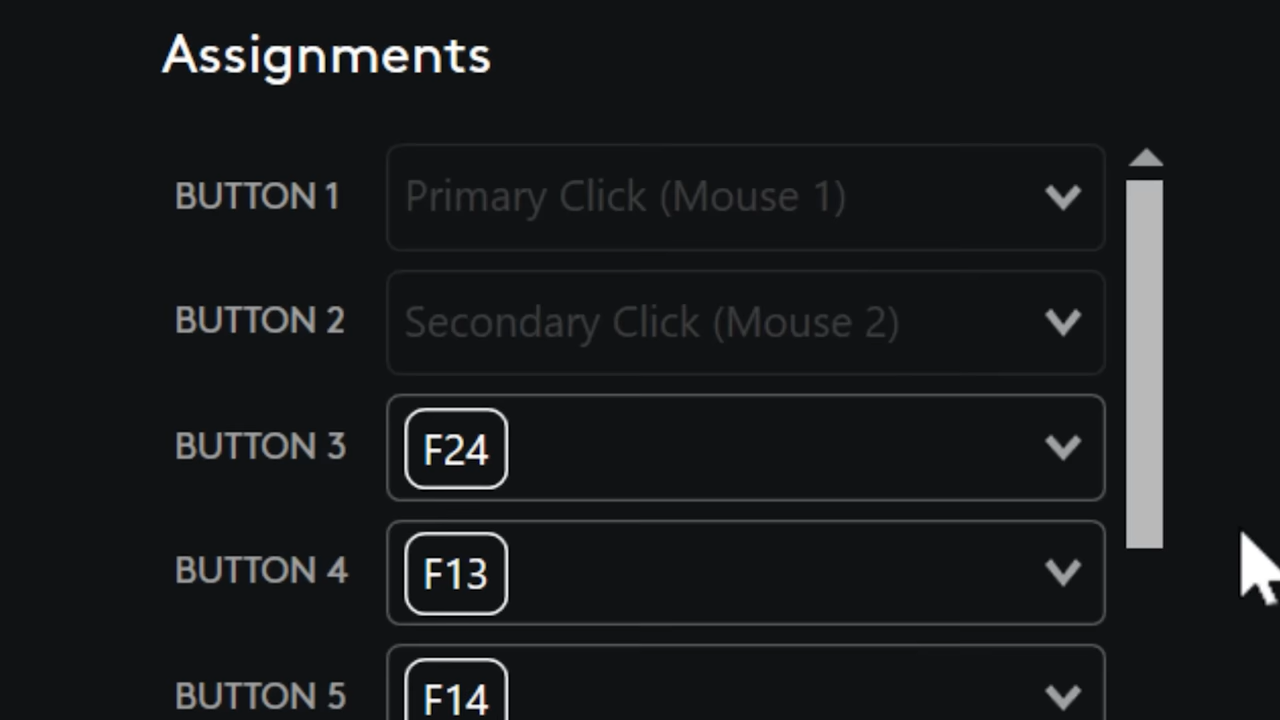 Assignments
BUTTON 1 Primary Click (Mouse 1)
BUTTON 2 Secondary Click (Mouse 2)
BUTTON 3 F24
BUTTON 4 F13
BUTTON 5 F14